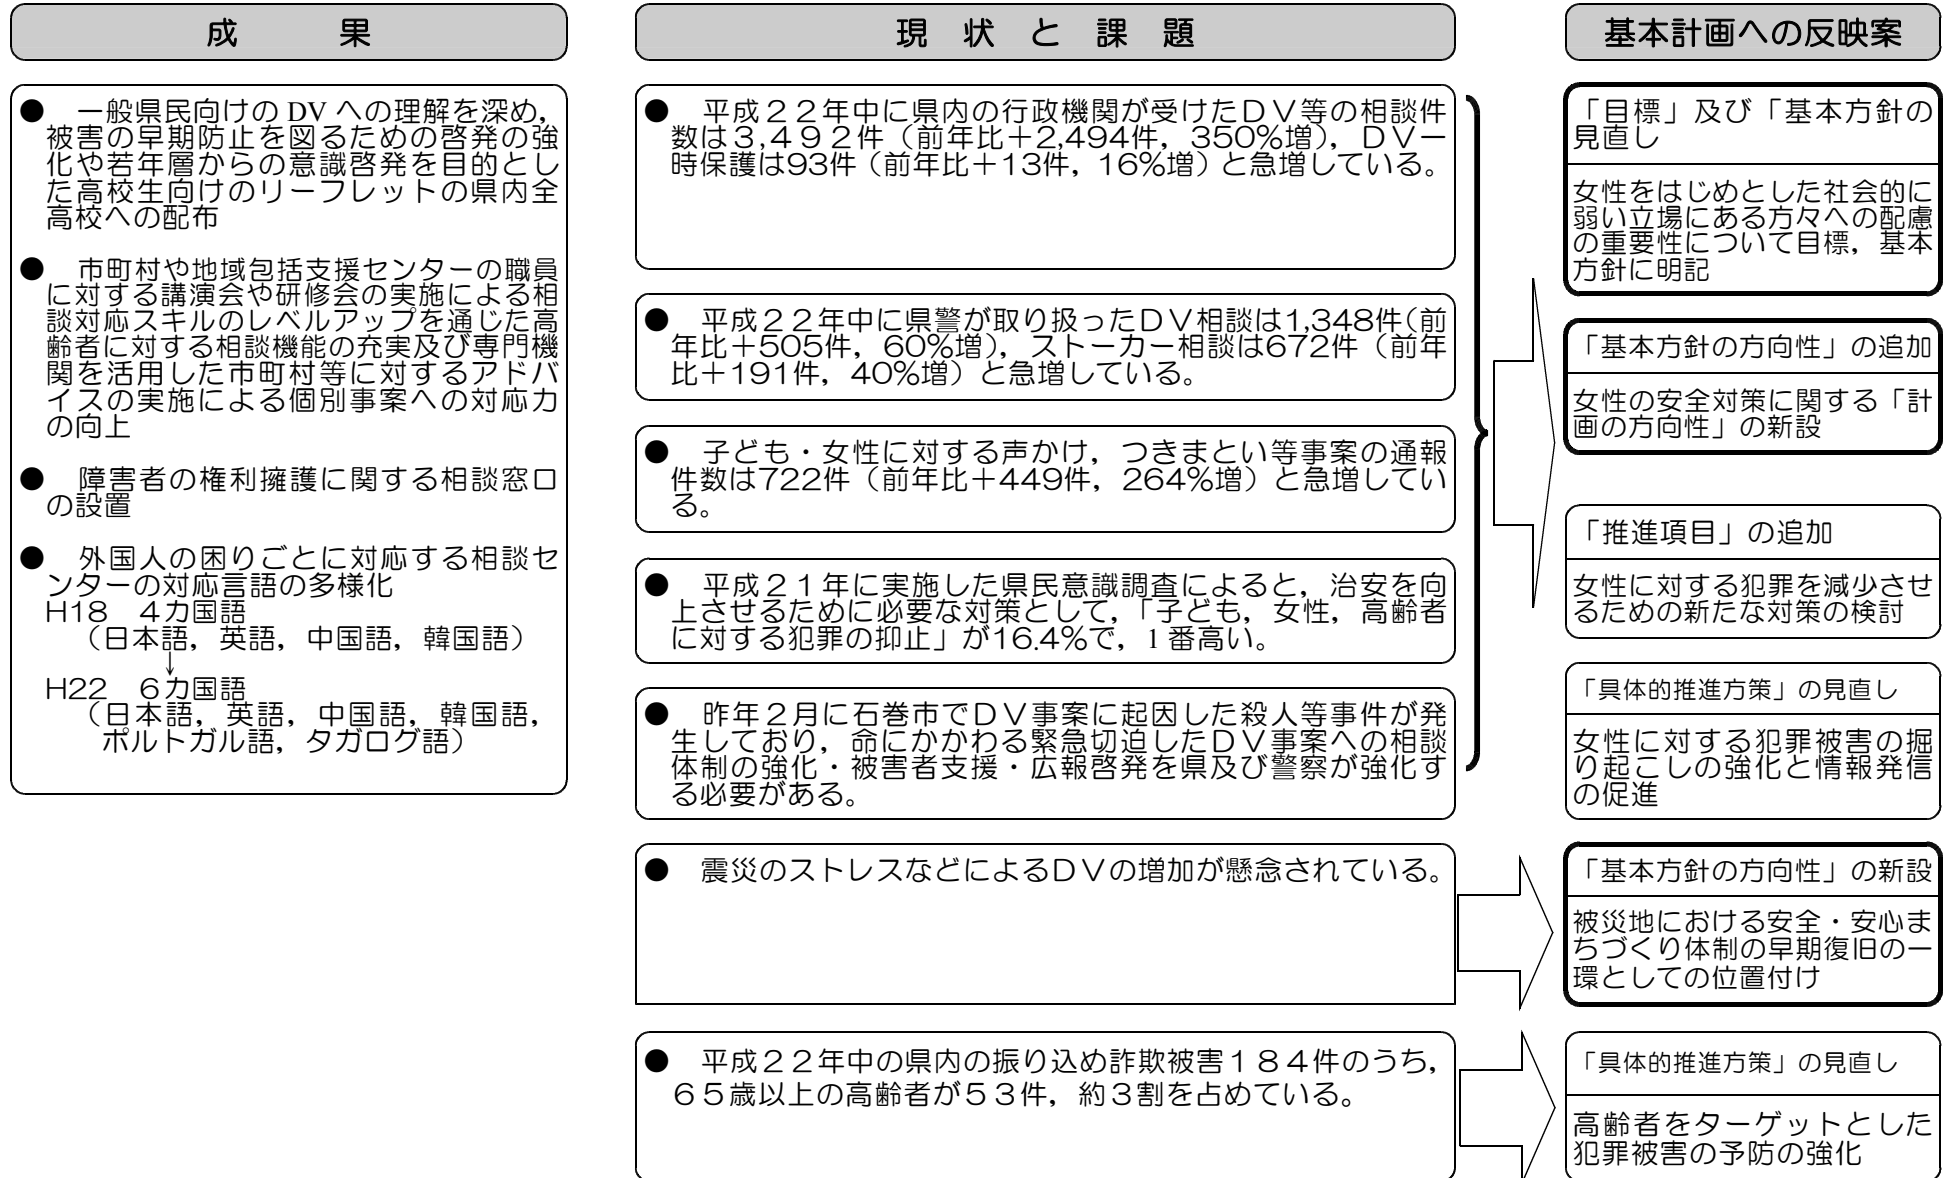 成　　果
● 一般県民向けの DV への理解を深め，
被害の早期防止を図るための啓発の強
化や若年層からの意識啓発を目的とし
た高校生向けのリーフレットの県内全
高校への配布
● 市町村や地域包括支援センターの職員
に対する講演会や研修会の実施による相
談対応スキルのレベルアップを通じた高
齢者に対する相談機能の充実及び専門機
関を活用した市町村等に対するアドバ
イスの実施による個別事案への対応力
の向上
● 障害者の権利擁護に関する相談窓口
の設置
● 外国人の困りごとに対応する相談セ
ンターの対応言語の多様化
H18　４カ国語
（日本語，英語，中国語，韓国語）
↓
H22　６カ国語
（日本語，英語，中国語，韓国語，
ポルトガル語，タガログ語）
現　状　と　課　題
● 平成２２年中に県内の行政機関が受けたＤＶ等の相談件
数は３,４９２件（前年比＋2,494件，350％増），ＤＶ一
時保護は93件（前年比＋13件，16％増）と急増している。
● 平成２２年中に県警が取り扱ったＤＶ相談は1,348件（前
年比＋505件，60％増），ストーカー相談は672件（前年
比＋191件，40％増）と急増している。
● 子ども・女性に対する声かけ，つきまとい等事案の通報
件数は722件（前年比＋449件，264％増）と急増してい
る。
● 平成２１年に実施した県民意識調査によると，治安を向
上させるために必要な対策として，「子ども，女性，高齢者
に対する犯罪の抑止」が16.4％で，1 番高い。
● 昨年２月に石巻市でＤＶ事案に起因した殺人等事件が発
生しており，命にかかわる緊急切迫したＤＶ事案への相談
体制の強化・被害者支援・広報啓発を県及び警察が強化す
る必要がある。
● 震災のストレスなどによるＤＶの増加が懸念されている。
● 平成２２年中の県内の振り込め詐欺被害１８４件のうち，
６５歳以上の高齢者が５３件，約３割を占めている。
基本計画への反映案
「目標」及び「基本方針の
見直し
女性をはじめとした社会的に
弱い立場にある方々への配慮
の重要性について目標，基本
方針に明記
「基本方針の方向性」の追加
女性の安全対策に関する「計
画の方向性」の新設
「推進項目」の追加
女性に対する犯罪を減少させ
るための新たな対策の検討
「具体的推進方策」の見直し
女性に対する犯罪被害の掘
り起こしの強化と情報発信
の促進
「基本方針の方向性」の新設
被災地における安全・安心ま
ちづくり体制の早期復旧の一
環としての位置付け
「具体的推進方策」の見直し
高齢者をターゲットとした
犯罪被害の予防の強化